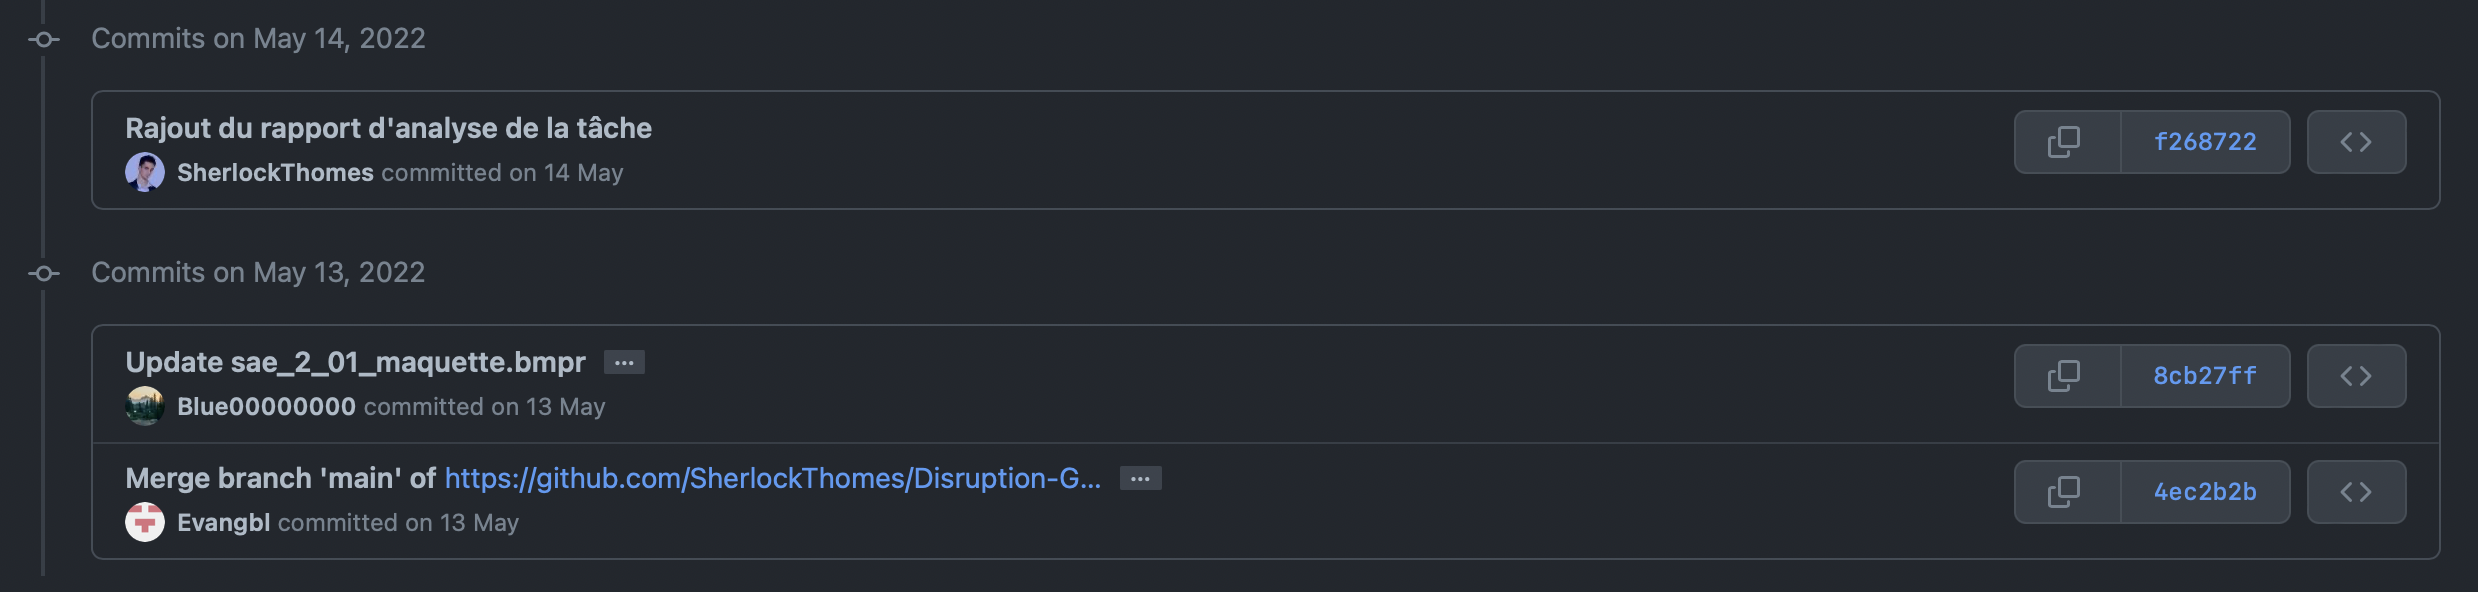 Commits on May 14, 2022
Rajout du rapport d'analyse de la tâche
f268722
SherlockThomes committed on 14 May
Commits on May 13, 2022
Update sae_2_01_maquette.bmpr ...
8cb27ff
Blue00000000 committed on 13 May
Merge branch 'main' of https://github.com/SherlockThomes/Disruption-G... ...
4ec2b2b
Evangbl committed on 13 May